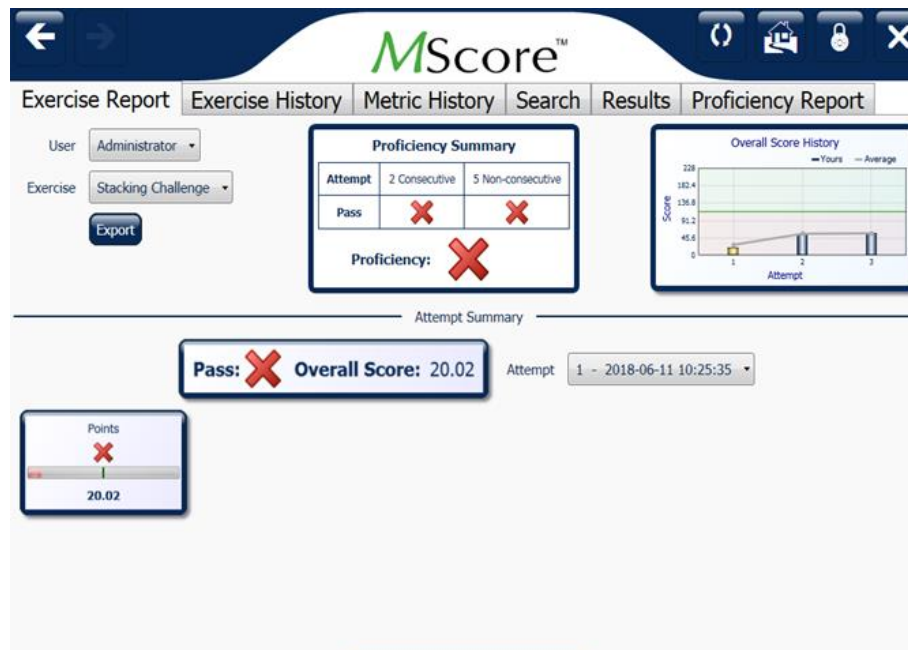 MScore™
Exercise Report Exercise History Metric History Search Results Proficiency Report
User Administrator
Exercise Stacking Challenge
Export
Proficiency Summary
Attempt 2 Consecutive 5 Non-consecutive
Pass
Proficiency:
Overall Score History
Yours Average
228
182.4
136.8
91.2
45.6
0
Score
1 2 3
Attempt
Attempt Summary
Pass: Overall Score: 20.02 Attempt 1 - 2018-06-11 10:25:35
Points
20.02